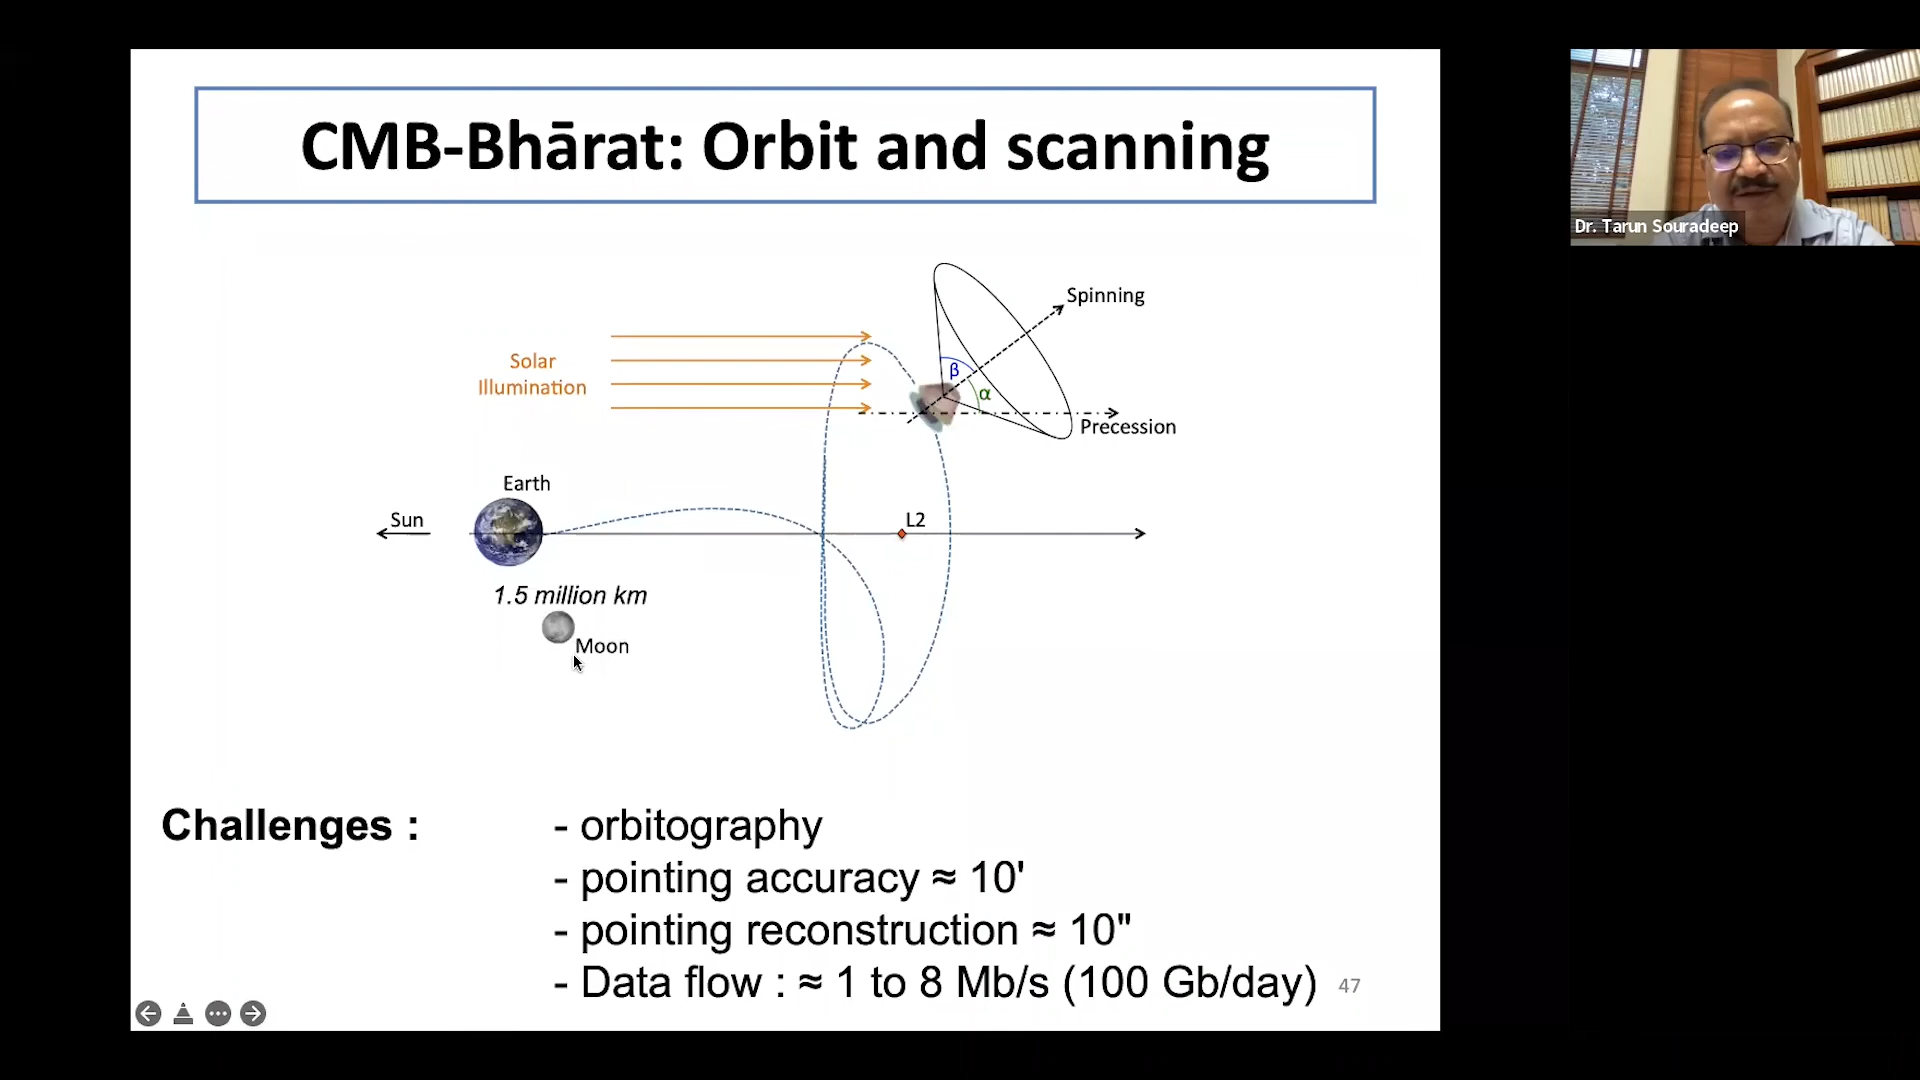 CMB-Bhārat: Orbit and scanning
Dr. Tarun Souradeep
Spinning
Solar
Illumination
β
α
Precession
Earth
Sun
L2
1.5 million km
Moon
Challenges :
- orbitography
- pointing accuracy ≈ 10'
- pointing reconstruction ≈ 10"
- Data flow : ≈ 1 to 8 Mb/s (100 Gb/day)
47